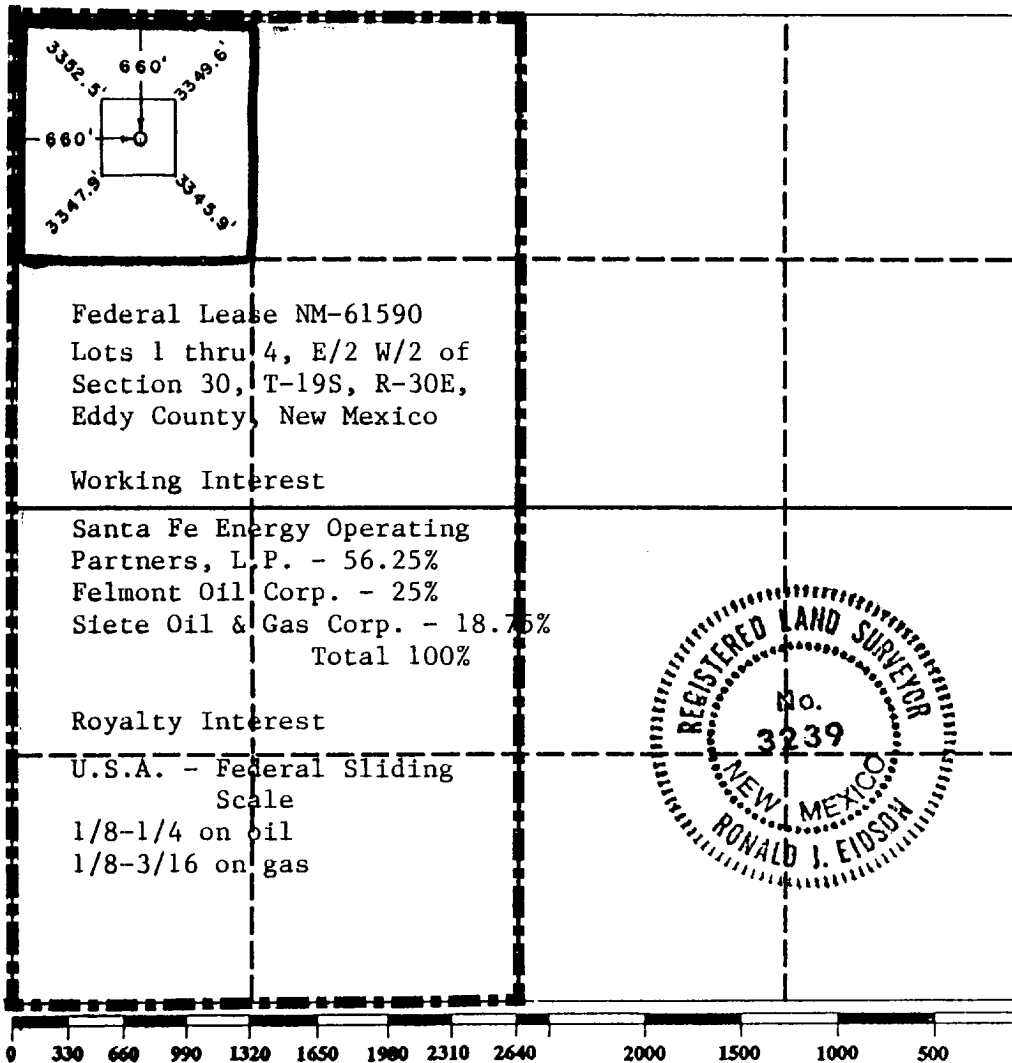 3352.5'
660'
3349.6'
660'
3347.9'
3345.9'
Federal Lease NM-61590
Lots 1 thru 4, E/2 W/2 of
Section 30, T-19S, R-30E,
Eddy County, New Mexico
Working Interest
Santa Fe Energy Operating
Partners, L.P. - 56.25%
Felmont Oil Corp. - 25%
Siete Oil & Gas Corp. - 18.75%
Total 100%
Royalty Interest
U.S.A. - Federal Sliding
Scale
1/8-1/4 on oil
1/8-3/16 on gas
REGISTERED LAND SURVEYOR
No.
3239
NEW MEXICO
RONALD J. EIDSON
0 330 660 990 1320 1650 1980 2310 2640 2000 1500 1000 500